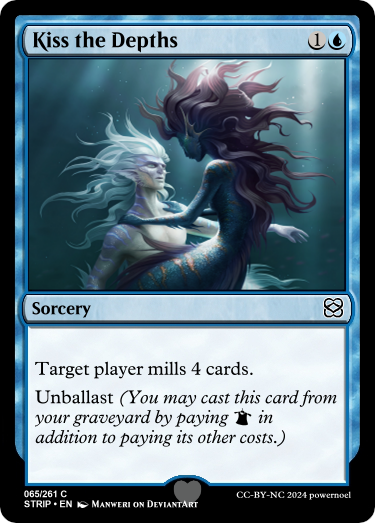 Kiss the Depths 1
Sorcery
Target player mills 4 cards.
Unballast (You may cast this card from
your graveyard by paying in
addition to paying its other costs.)
065/261 C
STRIP • EN Manweri on DeviantArt
CC-BY-NC 2024 powernoel